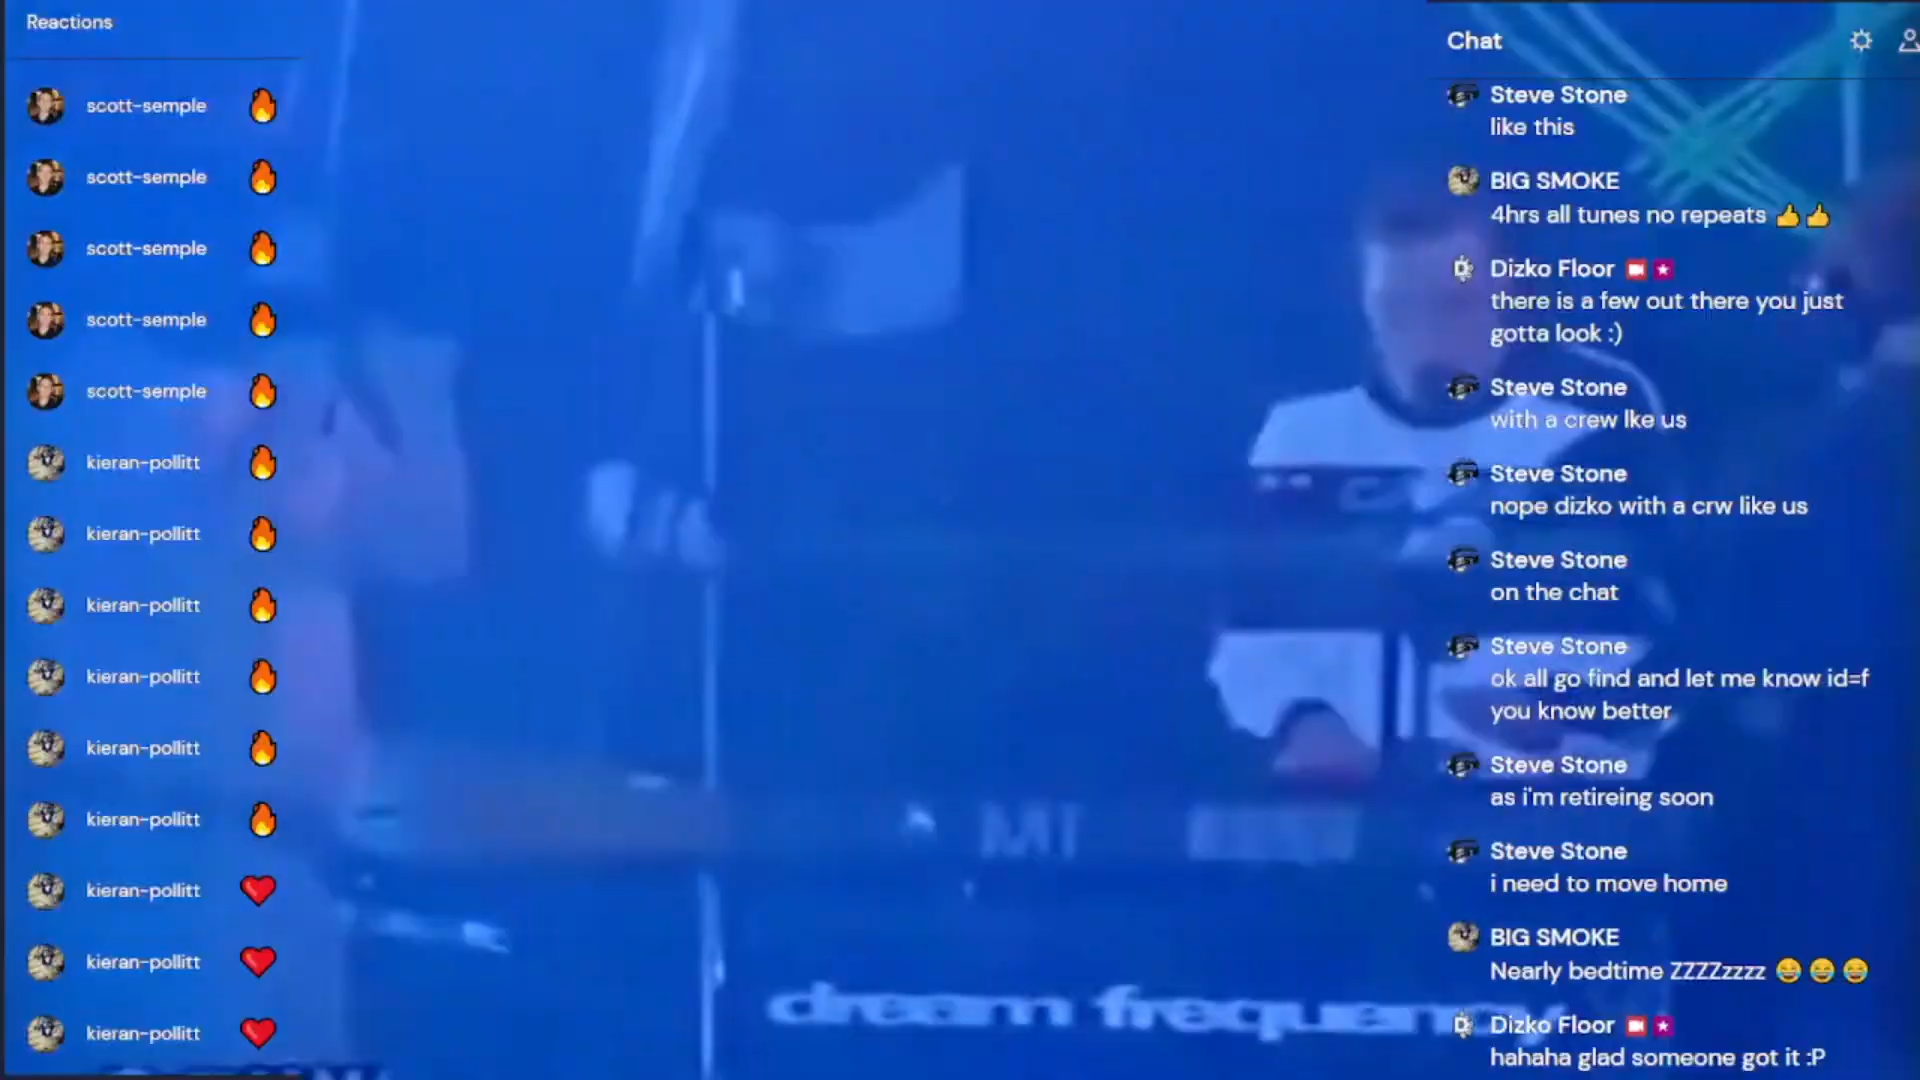 Reactions
scott-semple
scott-semple
scott-semple
scott-semple
scott-semple
kieran-pollitt
kieran-pollitt
kieran-pollitt
kieran-pollitt
kieran-pollitt
kieran-pollitt
kieran-pollitt
kieran-pollitt
kieran-pollitt
dream frequency
Chat
Steve Stone
like this
BIG SMOKE
4hrs all tunes no repeats 👍👍
Dizko Floor
there is a few out there you just
gotta look :)
Steve Stone
with a crew lke us
Steve Stone
nope dizko with a crw like us
Steve Stone
on the chat
Steve Stone
ok all go find and let me know id=f
you know better
Steve Stone
as i'm retireing soon
Steve Stone
i need to move home
BIG SMOKE
Nearly bedtime ZZZZzzzz 😂😂😂
Dizko Floor
hahaha glad someone got it :P